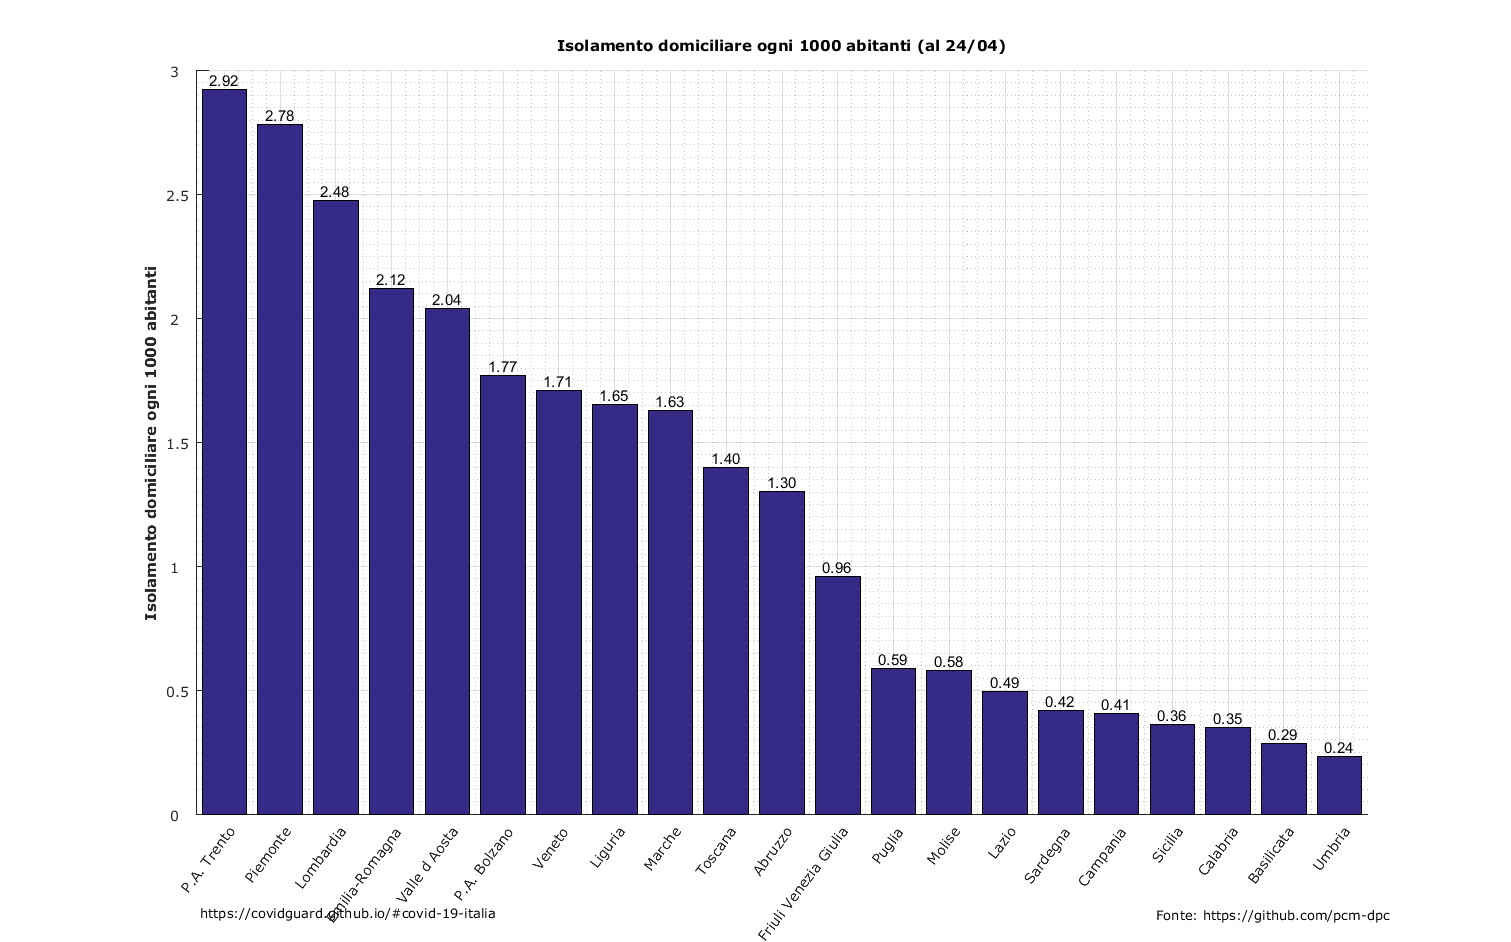 Isolamento domiciliare ogni 1000 abitanti (al 24/04)
Isolamento domiciliare ogni 1000 abitanti
3
2.5
2
1.5
1
0.5
0
2.92
2.78
2.48
2.12
2.04
1.77
1.71
1.65
1.63
1.40
1.30
0.96
0.59
0.58
0.49
0.42
0.41
0.36
0.35
0.29
0.24
P.A. Trento
Piemonte
Lombardia
Emilia-Romagna
Valle d Aosta
P.A. Bolzano
Veneto
Liguria
Marche
Toscana
Abruzzo
Friuli Venezia Giulia
Puglia
Molise
Lazio
Sardegna
Campania
Sicilia
Calabria
Basilicata
Umbria
https://covidguard.github.io/#covid-19-italia
Fonte: https://github.com/pcm-dpc